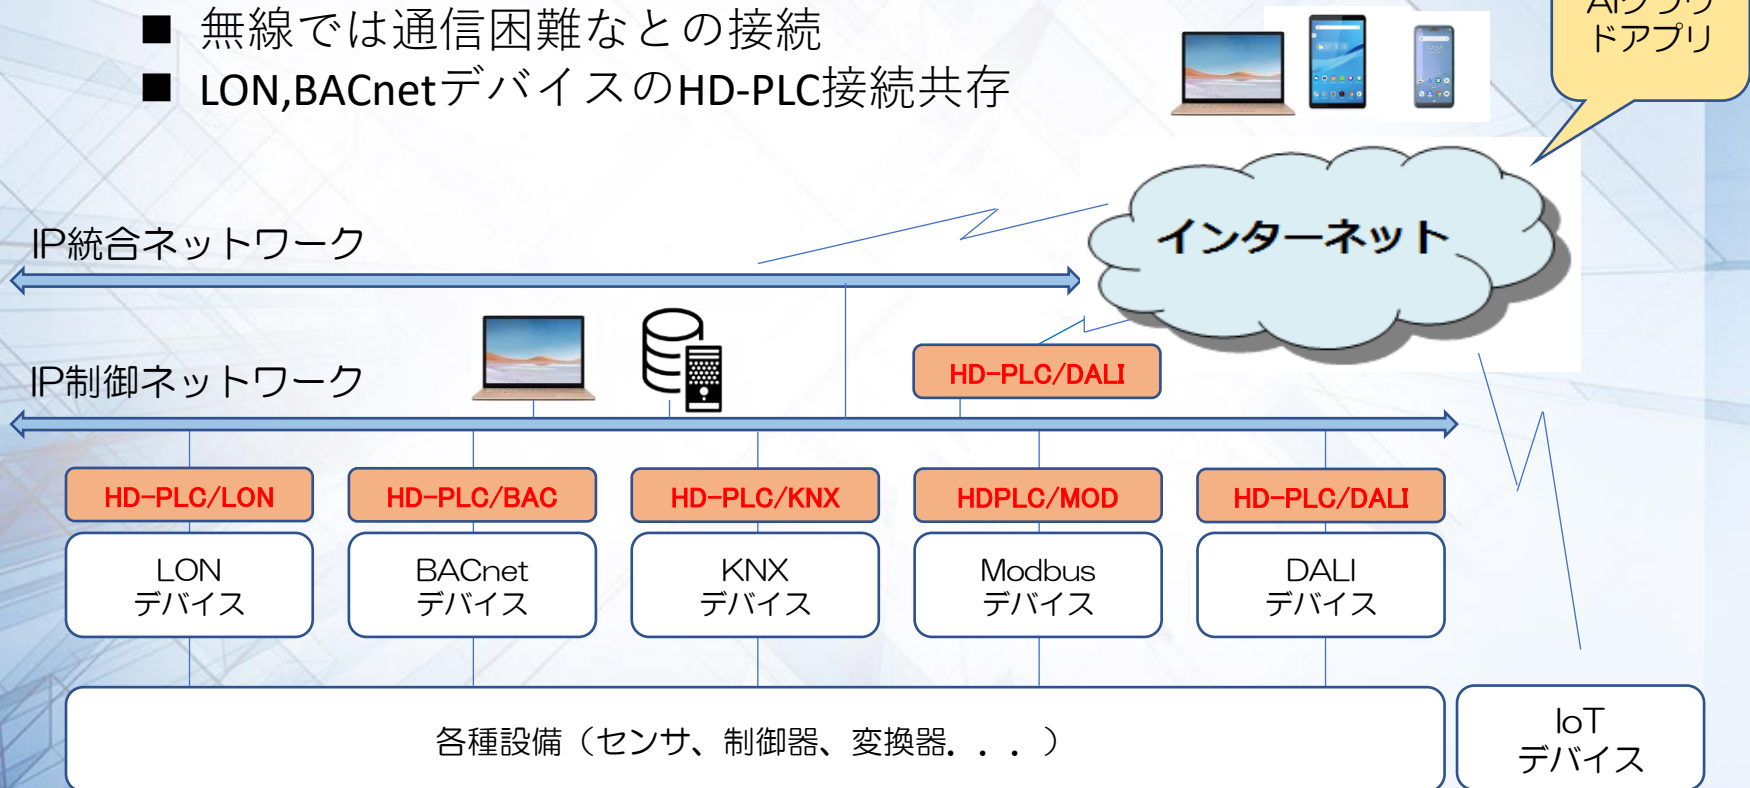 ■ 無線では通信困難なとの接続
■ LON,BACnetデバイスのHD-PLC接続共存
ドアプリ
インターネット
IP統合ネットワーク
IP制御ネットワーク
HD-PLC/DALI
HD-PLC/LON
HD-PLC/BAC
HD-PLC/KNX
HDPLC/MOD
HD-PLC/DALI
LON
デバイス
BACnet
デバイス
KNX
デバイス
Modbus
デバイス
DALI
デバイス
各種設備（センサ、制御器、変換器．．．）
IoT
デバイス